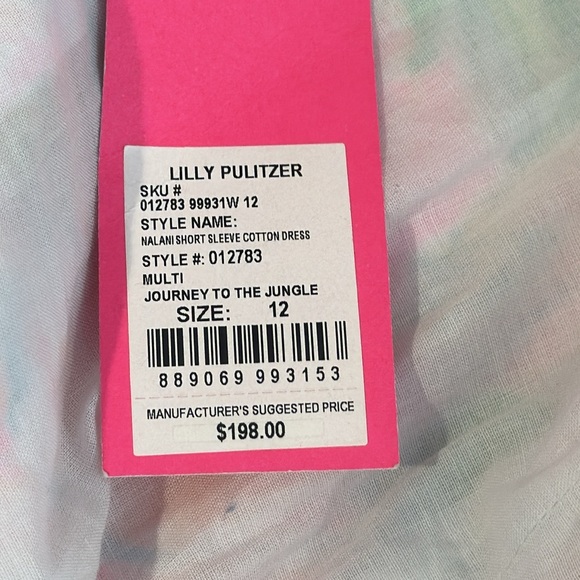 LILLY PULITZER
SKU #
012783 99931W 12
STYLE NAME:
NALANI SHORT SLEEVE COTTON DRESS
STYLE #: 012783
MULTI
JOURNEY TO THE JUNGLE
SIZE: 12
889069 993153
MANUFACTURER'S SUGGESTED PRICE
$198.00